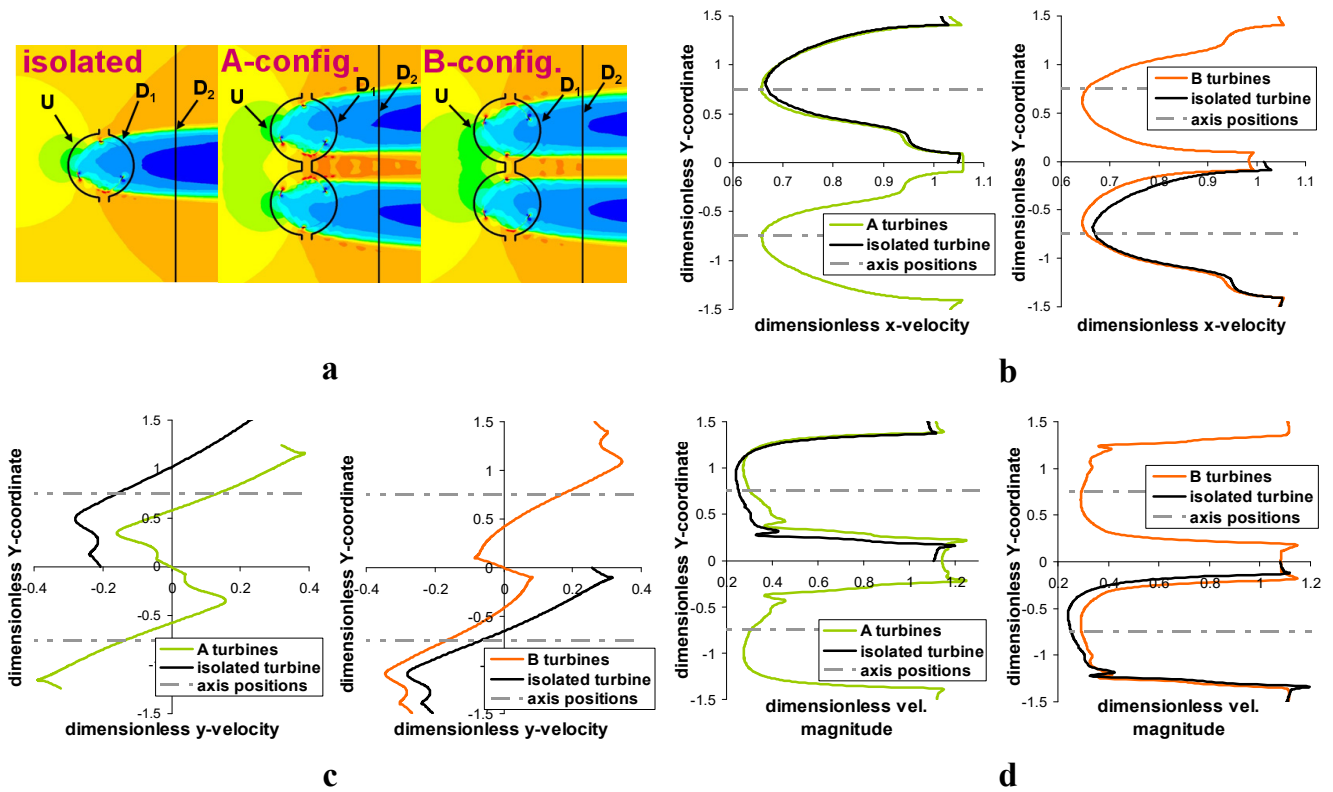 isolated
U
D1
D2
A-config.
U
D1
D2
B-config.
U
D1
D2
a
dimensionless Y-coordinate
1.5
1
0.5
0
-0.5
-1
-1.5
0.6 0.7 0.8 0.9 1 1.1
A turbines
isolated turbine
axis positions
dimensionless x-velocity
1.5
1
0.5
0
-0.5
-1
-1.5
0.6 0.7 0.8 0.9 1 1.1
B turbines
isolated turbine
axis positions
dimensionless x-velocity
b
dimensionless Y-coordinate
1.5
1
0.5
0
-0.5
-1
-1.5
-0.4 -0.2 0 0.2 0.4
A turbines
isolated turbine
axis positions
dimensionless y-velocity
dimensionless Y-coordinate
1.5
1
0.5
0
-0.5
-1
-1.5
-0.4 -0.2 0 0.2 0.4
B turbines
isolated turbine
axis positions
dimensionless y-velocity
c
dimensionless Y-coordinate
1.5
1
0.5
0
-0.5
-1
-1.5
0.2 0.4 0.6 0.8 1 1.2
A turbines
isolated turbine
axis positions
dimensionless vel.
magnitude
1.5
1
0.5
0
-0.5
-1
-1.5
0.2 0.4 0.6 0.8 1 1.2
B turbines
isolated turbine
axis positions
dimensionless vel.
magnitude
d